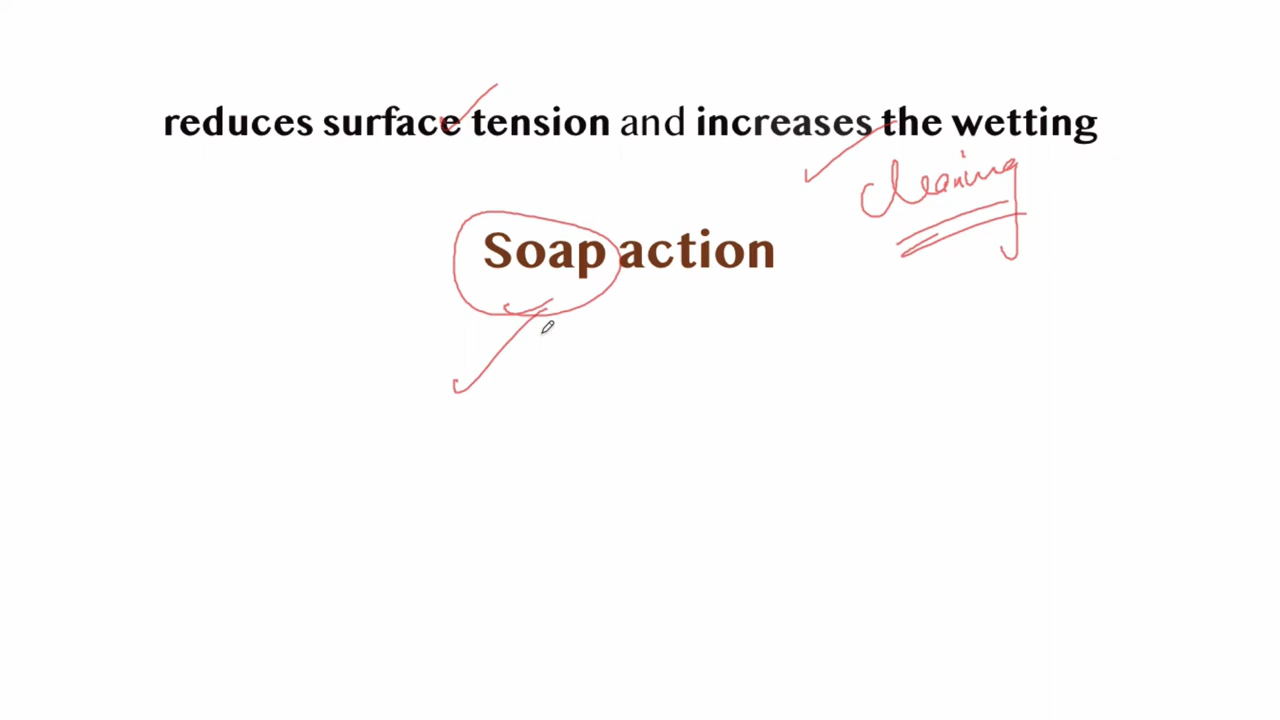 reduces surface tension and increases the wetting
cleaning
Soap action